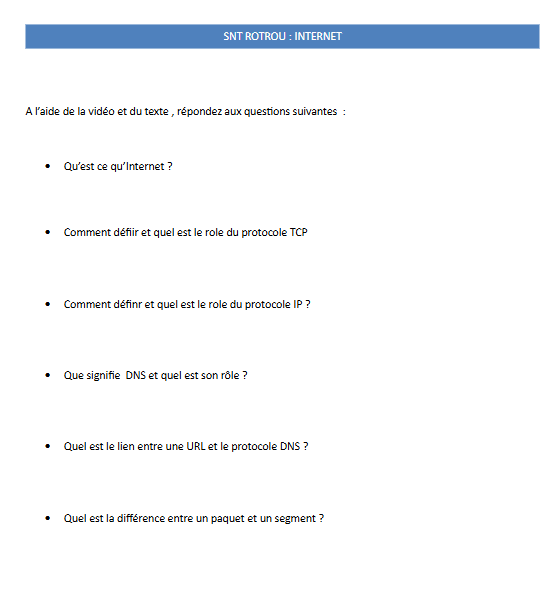 SNT ROTROU : INTERNET
A l’aide de la vidéo et du texte , répondez aux questions suivantes :
• Qu’est ce qu’Internet ?
• Comment défiir et quel est le role du protocole TCP
• Comment définr et quel est le role du protocole IP ?
• Que signifie DNS et quel est son rôle ?
• Quel est le lien entre une URL et le protocole DNS ?
• Quel est la différence entre un paquet et un segment ?